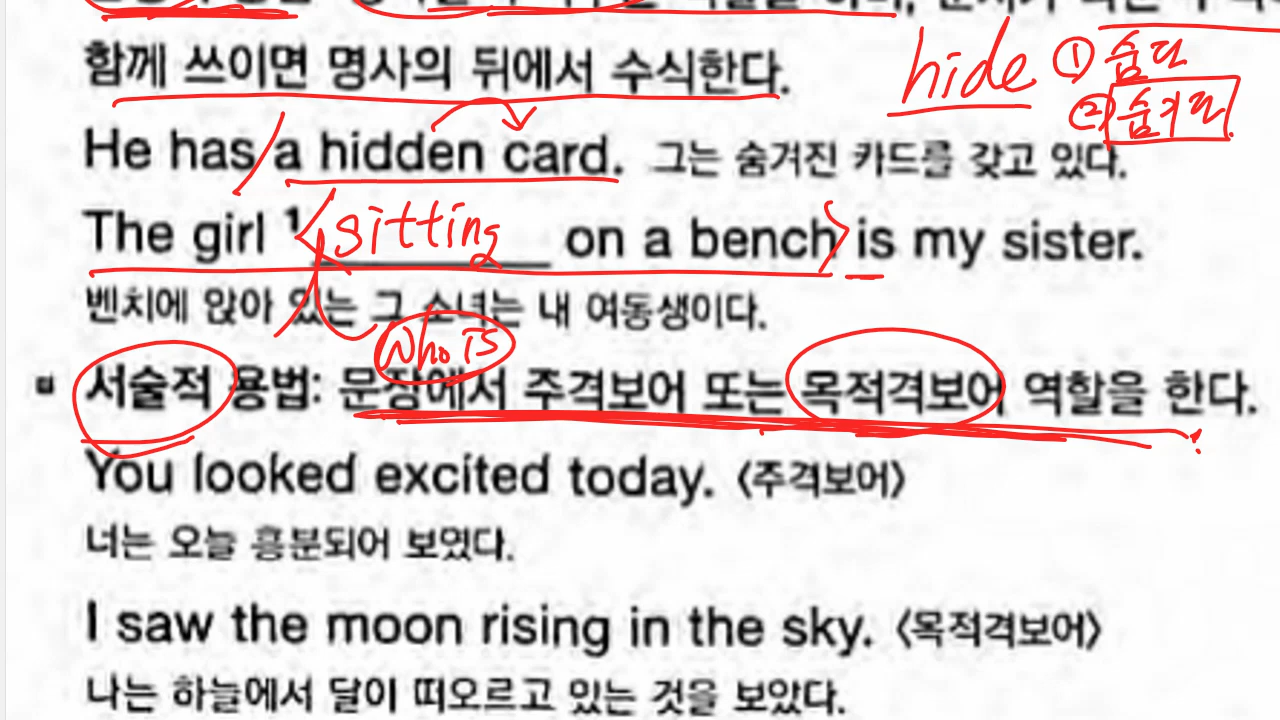 함께 쓰이면 명사의 뒤에서 수식한다.
hide ① 숨다
② 숨겨진
He has a hidden card. 그는 숨겨진 카드를 갖고 있다.
The girl ¹ sitting on a bench is my sister.
벤치에 앉아 있는 그 소녀는 내 여동생이다.
who is
서술적 용법: 문장에서 주격보어 또는 목적격보어 역할을 한다.
You looked excited today. 〈주격보어〉
너는 오늘 흥분되어 보였다.
I saw the moon rising in the sky. 〈목적격보어〉
나는 하늘에서 달이 떠오르고 있는 것을 보았다.